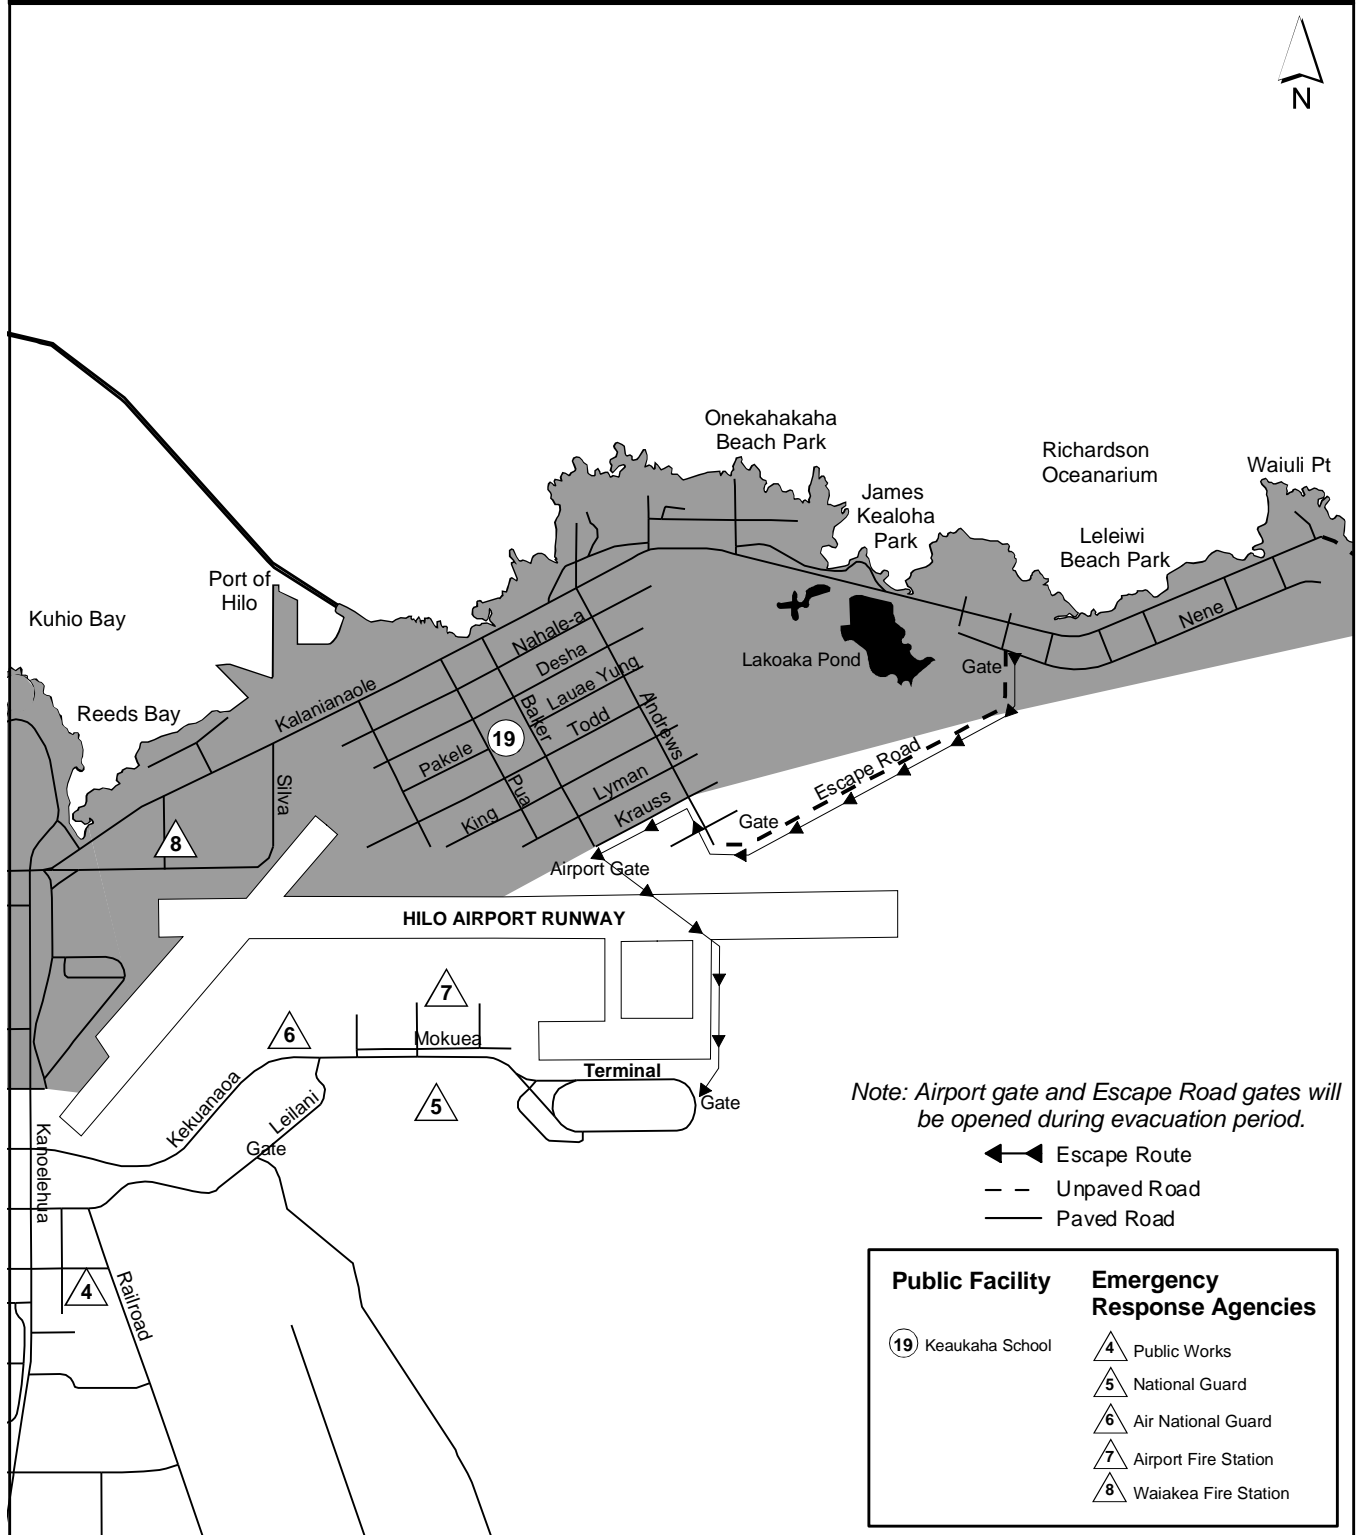 N
Onekahakaha
Beach Park
Richardson
Oceanarium
Waiuli Pt
James
Kealoha
Park
Leleiwi
Beach Park
Port of
Hilo
Kuhio Bay
Nene
Nahale-a
Desha
Lakoaka Pond
Gate
Lauae Yung
Kalanianaole
Reeds Bay
Baker
Andrews
Todd
19
Pakele
Escape Road
Silva
Pua
Lyman
Krauss
King
Gate
8
Airport Gate
HILO AIRPORT RUNWAY
7
6
Mokuea
Terminal
Kekuanaoa
Leilani
5
Gate
Gate
Kanoelehua
Note: Airport gate and Escape Road gates will
be opened during evacuation period.
Escape Route
Unpaved Road
Paved Road
4
Railroad
Public Facility
19 Keaukaha School
Emergency
Response Agencies
4 Public Works
5 National Guard
6 Air National Guard
7 Airport Fire Station
8 Waiakea Fire Station